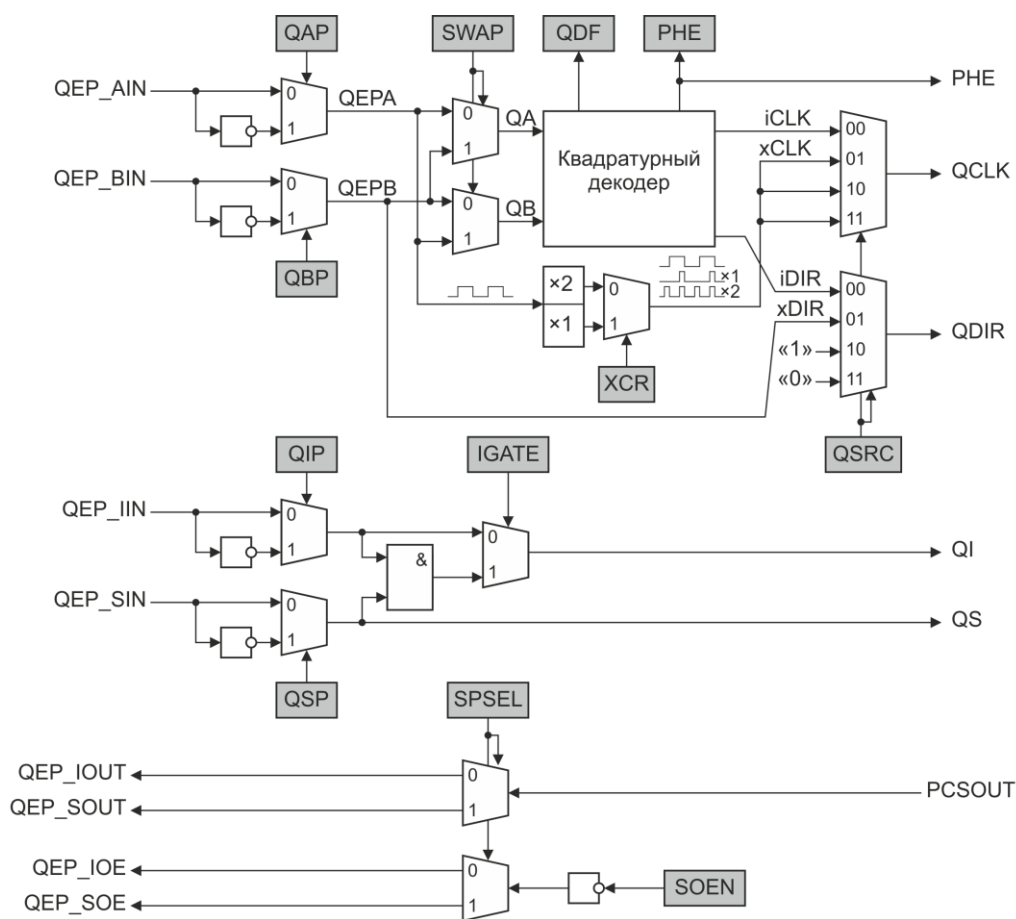 QAP
SWAP
QDF
PHE
QEP_AIN
0
1
QEPA
0
1
QA
PHE
iCLK
xCLK
00
01
10
11
QCLK
Квадратурный
декодер
QEP_BIN
0
1
QEPB
0
1
QB
QBP
×2
×1
0
1
×1
×2
XCR
iDIR
xDIR
«1»
«0»
00
01
10
11
QDIR
QSRC
QIP
IGATE
QEP_IIN
0
1
&
0
1
QI
QEP_SIN
0
1
QS
QSP
SPSEL
QEP_IOUT
0
QEP_SOUT
1
PCSOUT
QEP_IOE
0
QEP_SOE
1
SOEN